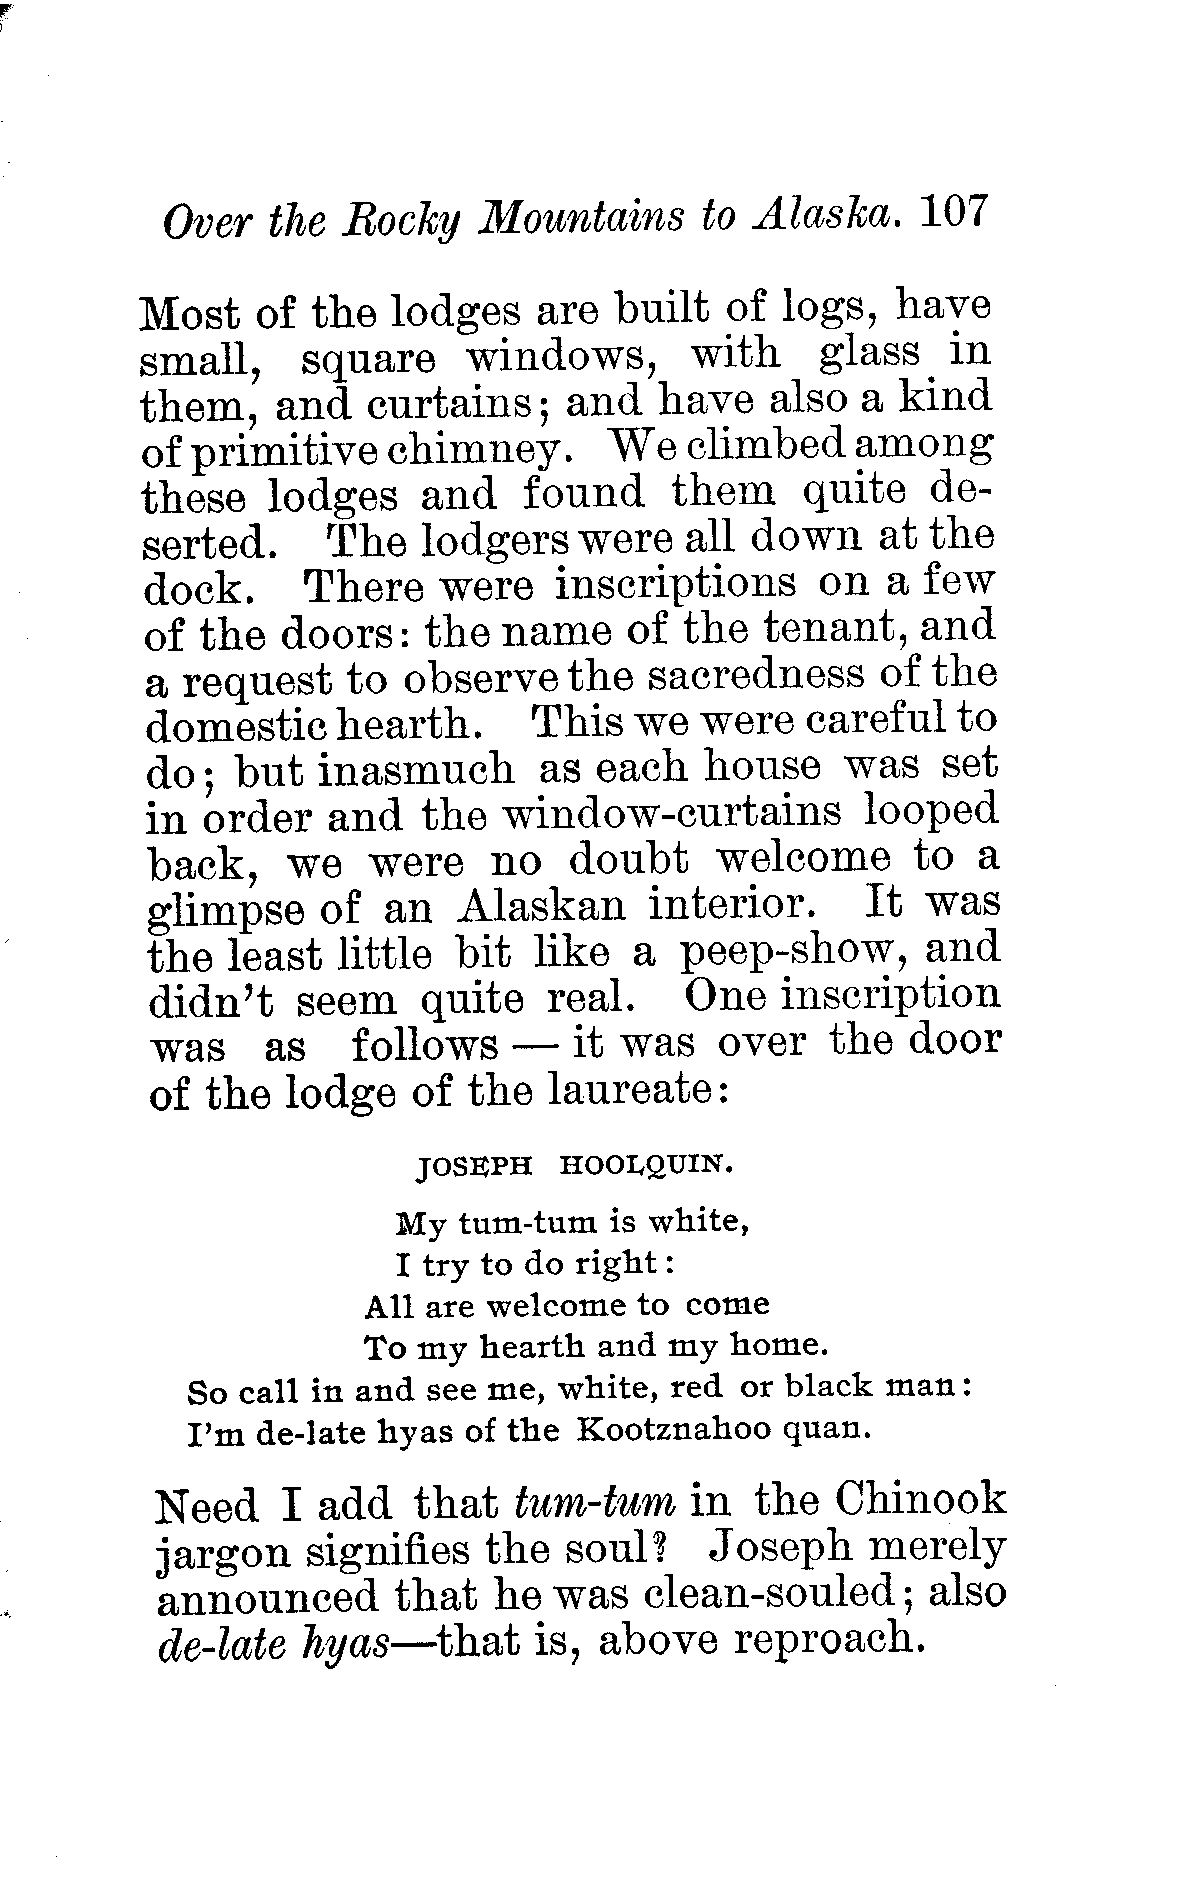 Over the Rocky Mountains to Alaska. 107
Most of the lodges are built of logs, have
small, square windows, with glass in
them, and curtains; and have also a kind
of primitive chimney. We climbed among
these lodges and found them quite de-
serted. The lodgers were all down at the
dock. There were inscriptions on a few
of the doors: the name of the tenant, and
a request to observe the sacredness of the
domestic hearth. This we were careful to
do; but inasmuch as each house was set
in order and the window-curtains looped
back, we were no doubt welcome to a
glimpse of an Alaskan interior. It was
the least little bit like a peep-show, and
didn't seem quite real. One inscription
was as follows — it was over the door
of the lodge of the laureate:
JOSEPH HOOLQUIN.
My tum-tum is white,
I try to do right:
All are welcome to come
To my hearth and my home.
So call in and see me, white, red or black man:
I'm de-late hyas of the Kootznahoo quan.
Need I add that tum-tum in the Chinook
jargon signifies the soul? Joseph merely
announced that he was clean-souled; also
de-late hyas—that is, above reproach.